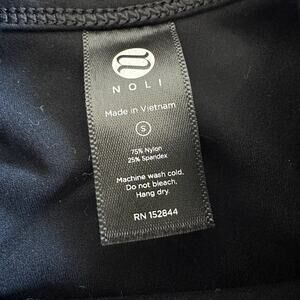 NOLI
Made in Vietnam
S
75% Nylon
25% Spandex
Machine wash cold.
Do not bleach,
Hang dry.
RN 152844